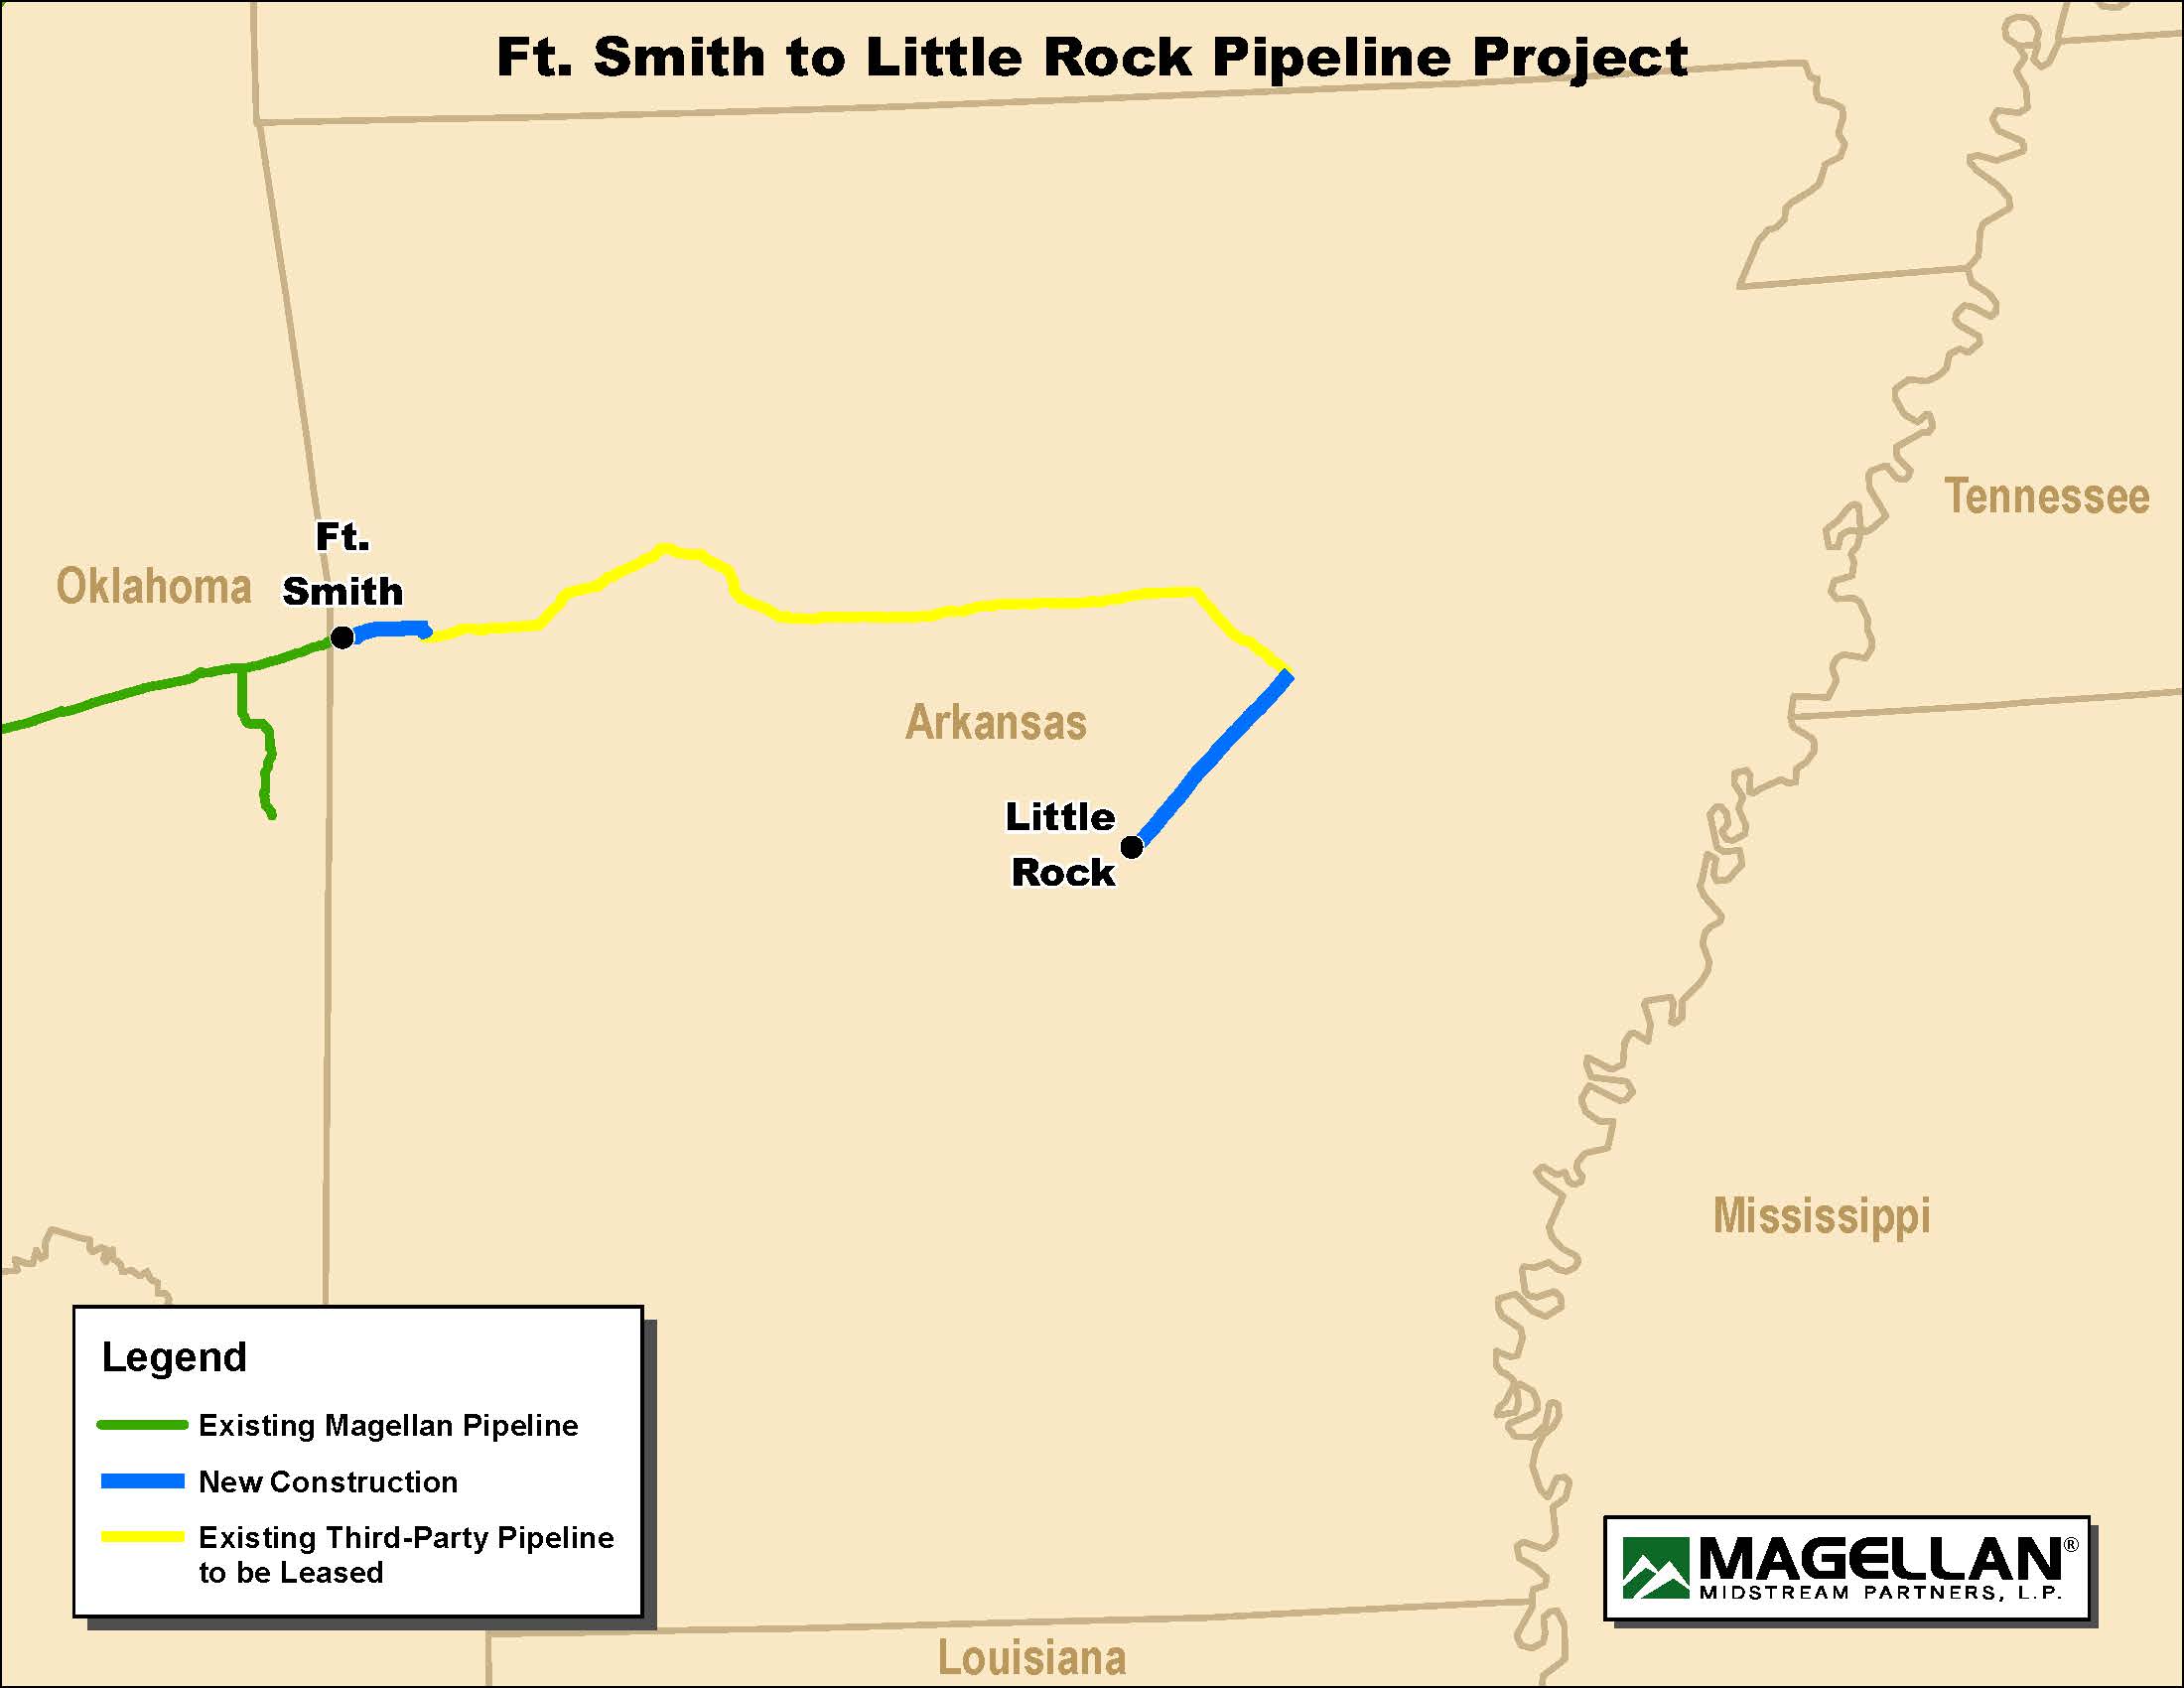 Ft. Smith to Little Rock Pipeline Project
Tennessee
Ft.
Smith
Oklahoma
Arkansas
Little
Rock
Mississippi
Legend
Existing Magellan Pipeline
New Construction
Existing Third-Party Pipeline
to be Leased
MAGELLAN®
MIDSTREAM PARTNERS, L.P.
Louisiana